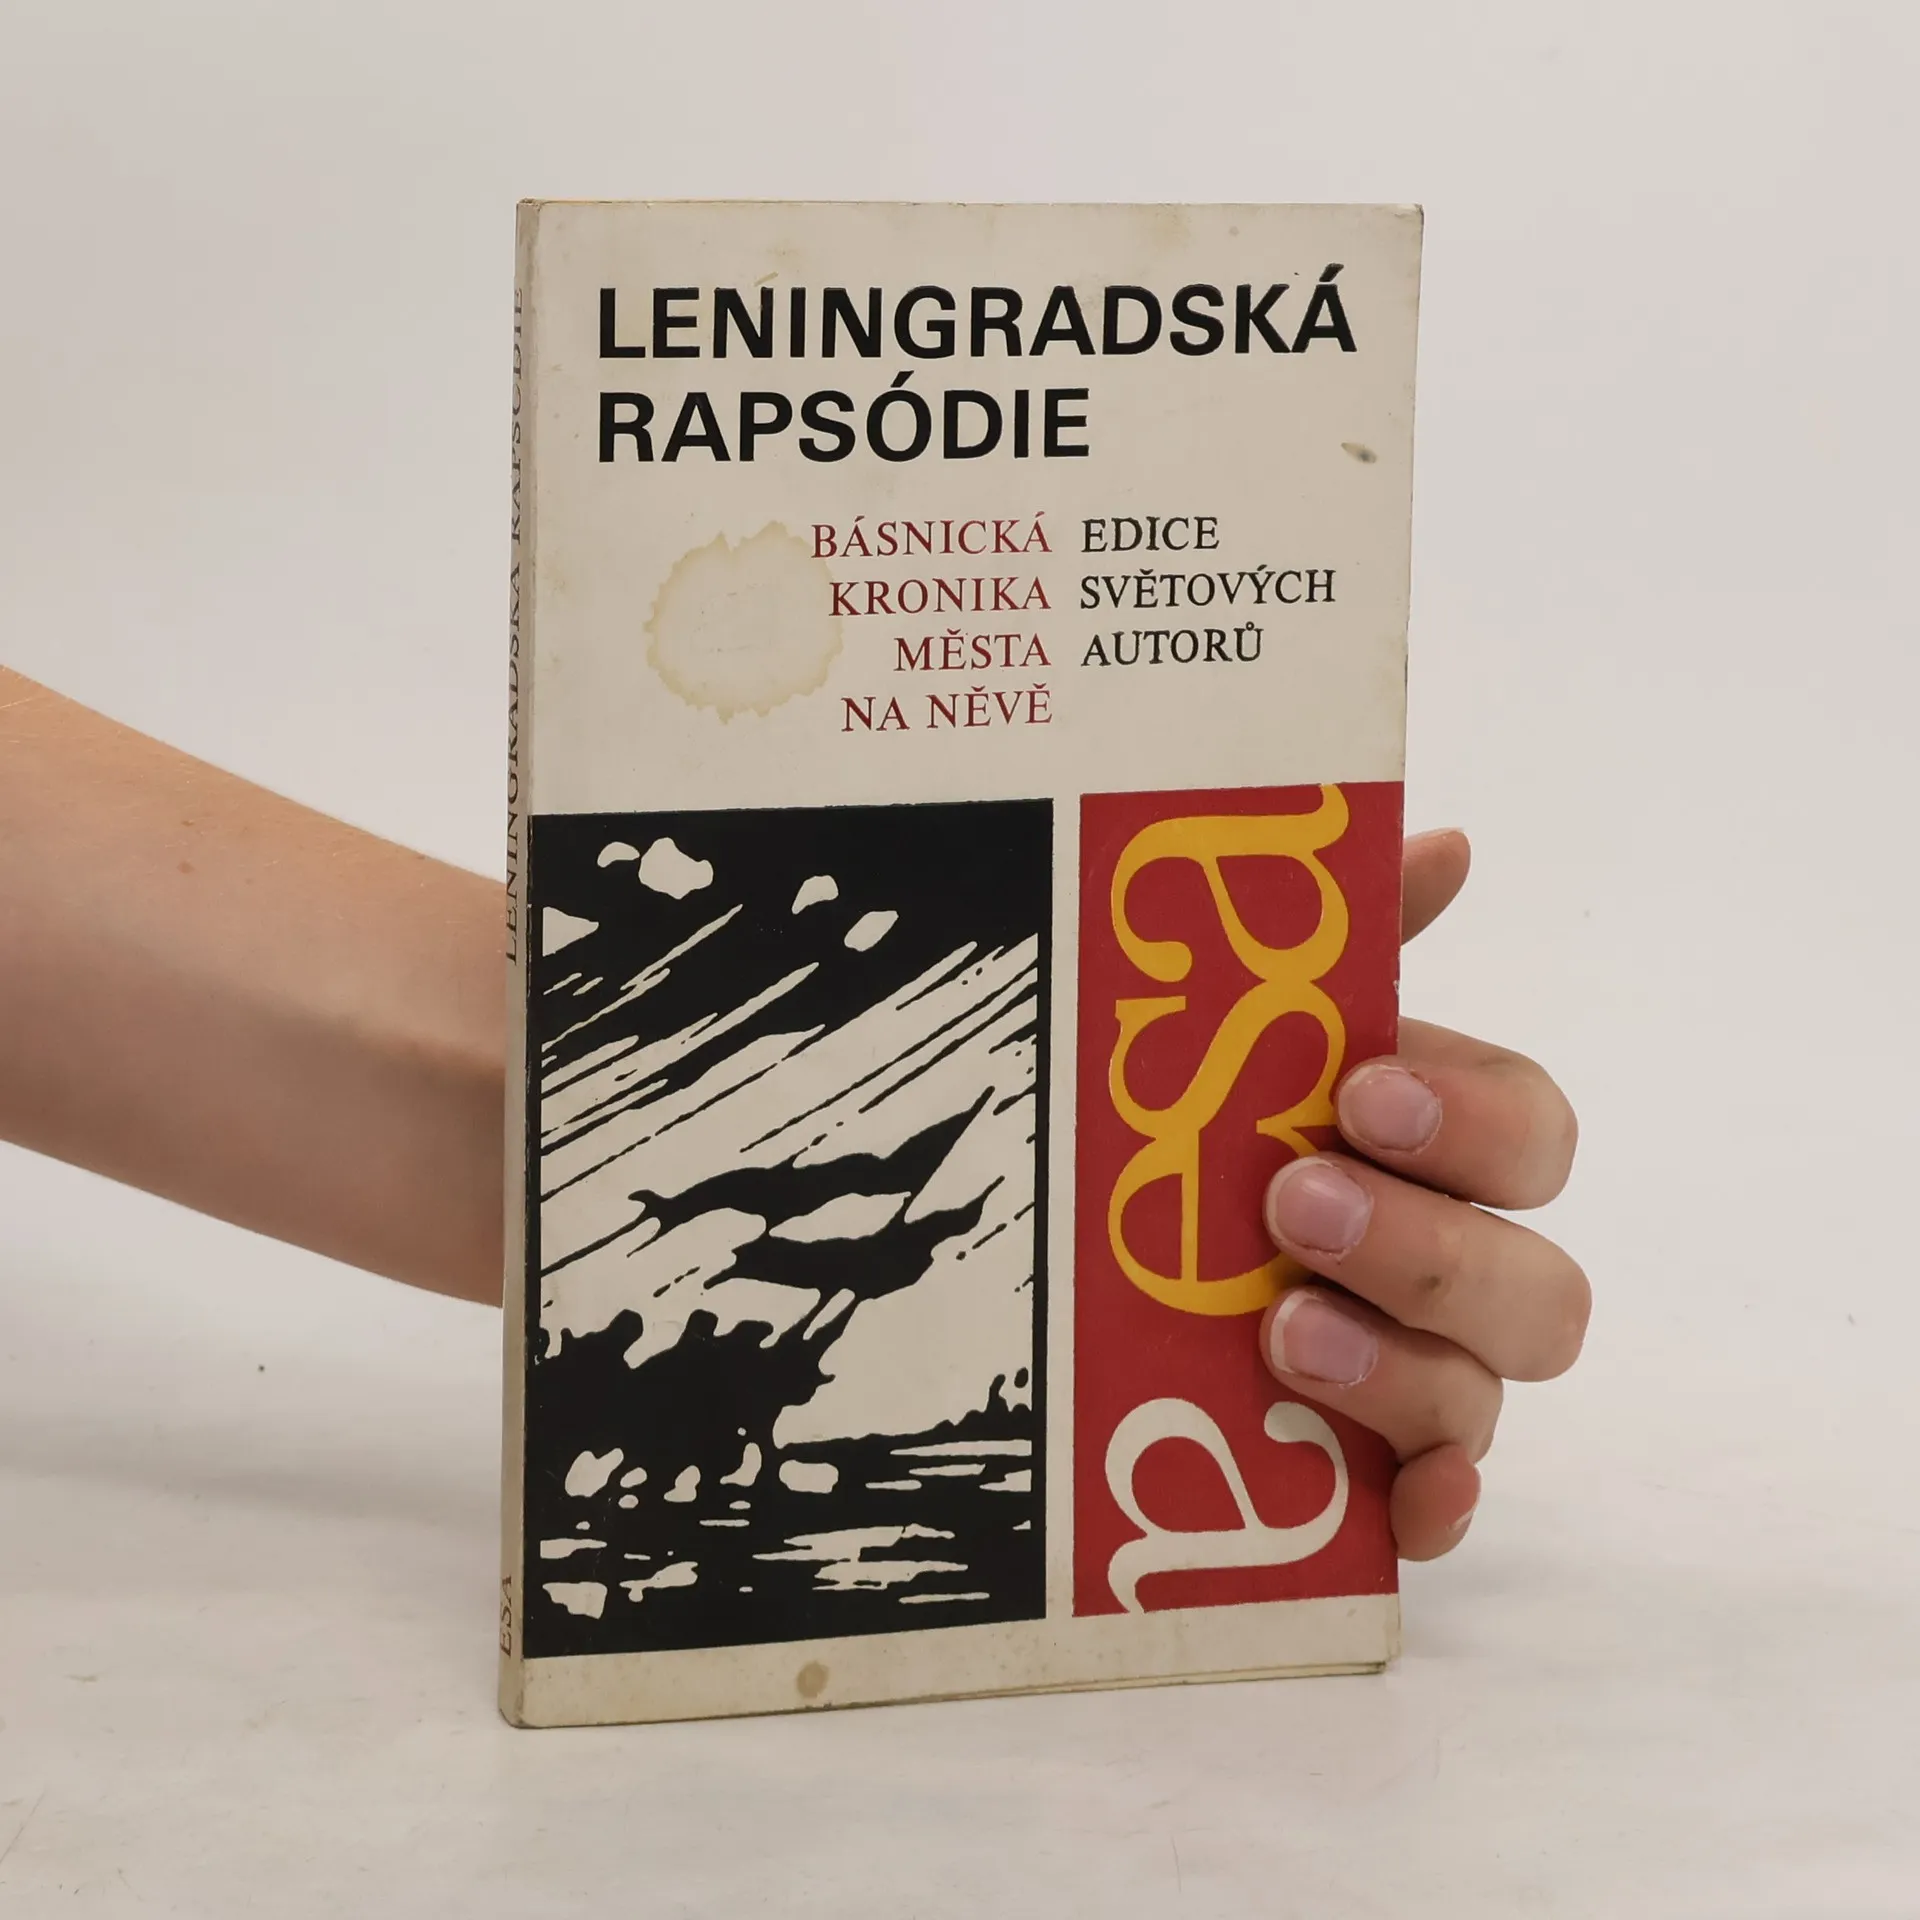 LENINGRADSKÁ
RAPSÓDIE
BÁSNICKÁ
KRONIKA
MĚSTA
NA NĚVĚ
EDICE
SVĚTOVÝCH
AUTORŮ
esa
LENINGRADSKÁ RAPSÓDIE
ESA